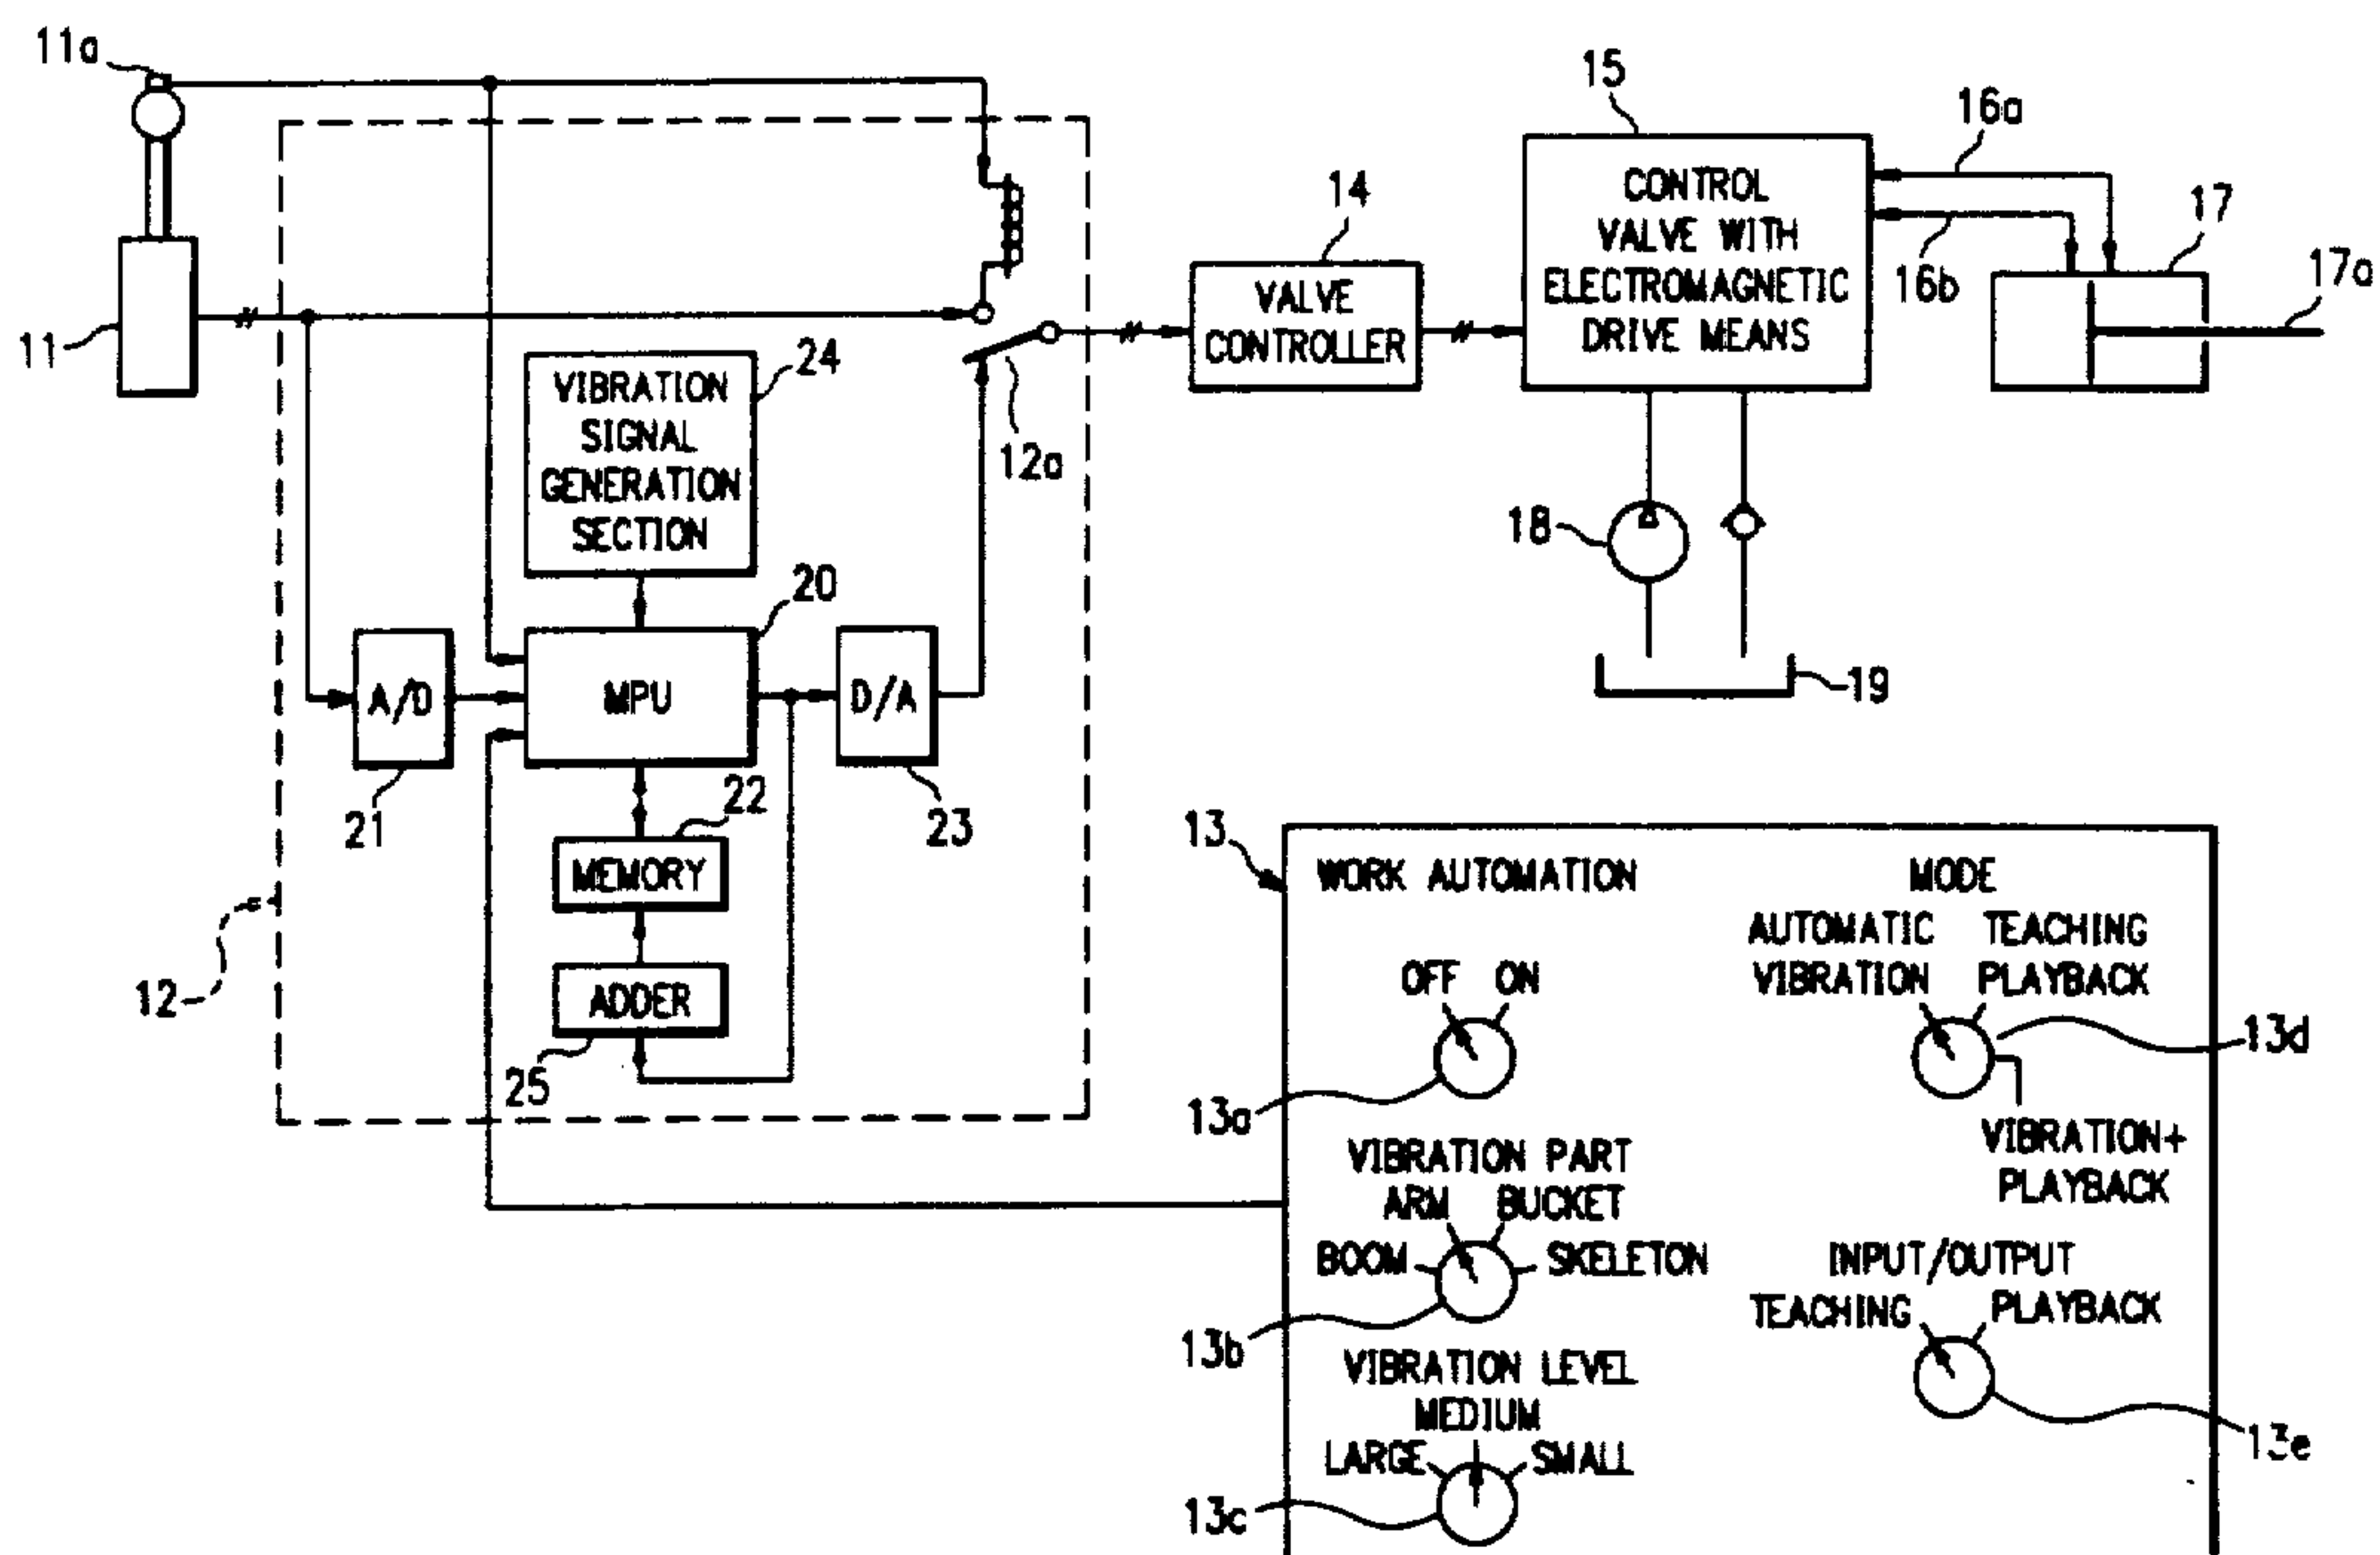 11a
11
12
VIBRATION
SIGNAL
GENERATION
SECTION
24
20
MPU
A/D
21
D/A
23
22
MEMORY
ADDER
25
12a
14
VALVE
CONTROLLER
15
CONTROL
VALVE WITH
ELECTROMAGNETIC
DRIVE MEANS
16a
16b
17
17a
18
19
13
WORK AUTOMATION
OFF ON
13a
VIBRATION PART
ARM BUCKET
BOOM SKELETON
13b
VIBRATION LEVEL
MEDIUM
LARGE SMALL
13c
MODE
AUTOMATIC TEACHING
VIBRATION PLAYBACK
13d
VIBRATION+
PLAYBACK
INPUT/OUTPUT
TEACHING PLAYBACK
13e